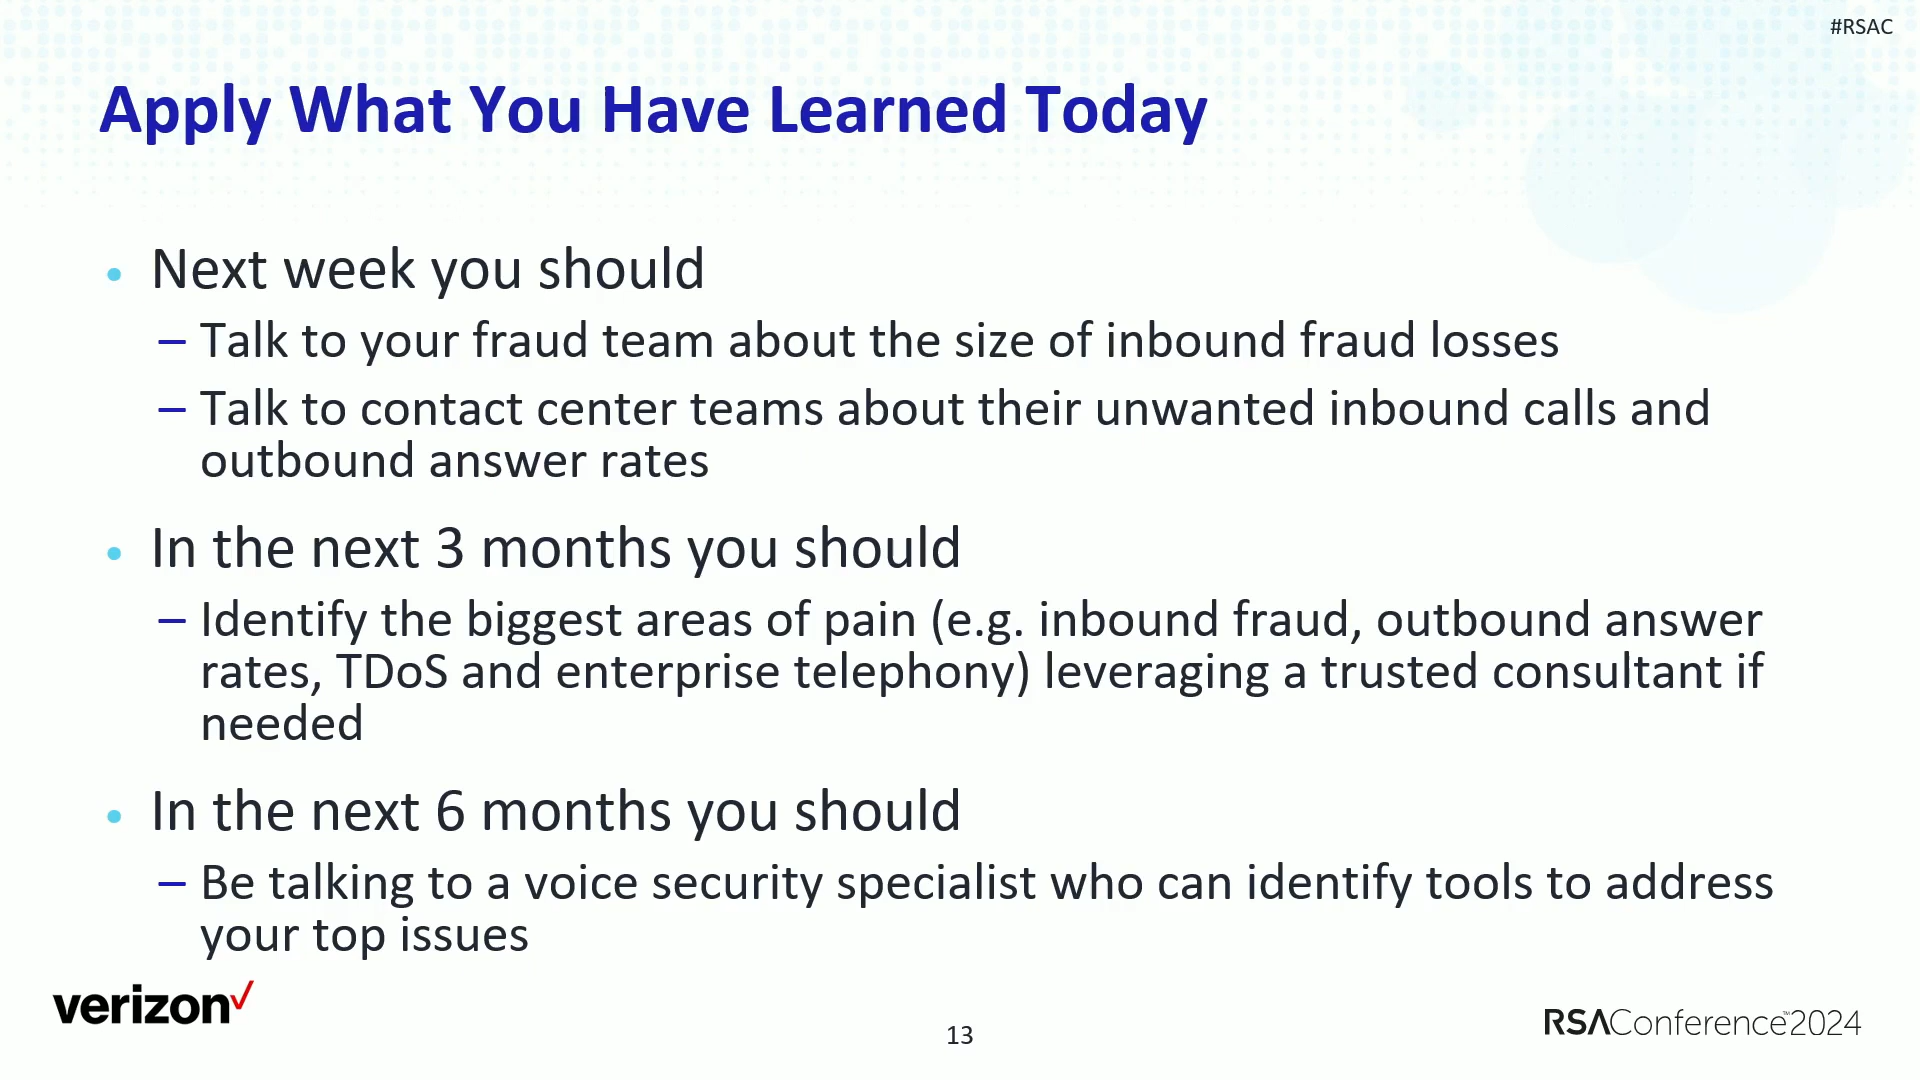 #RSAC
Apply What You Have Learned Today
• Next week you should
– Talk to your fraud team about the size of inbound fraud losses
– Talk to contact center teams about their unwanted inbound calls and
outbound answer rates
• In the next 3 months you should
– Identify the biggest areas of pain (e.g. inbound fraud, outbound answer
rates, TDoS and enterprise telephony) leveraging a trusted consultant if
needed
• In the next 6 months you should
– Be talking to a voice security specialist who can identify tools to address
your top issues
verizon✓
13
RSAConference™2024